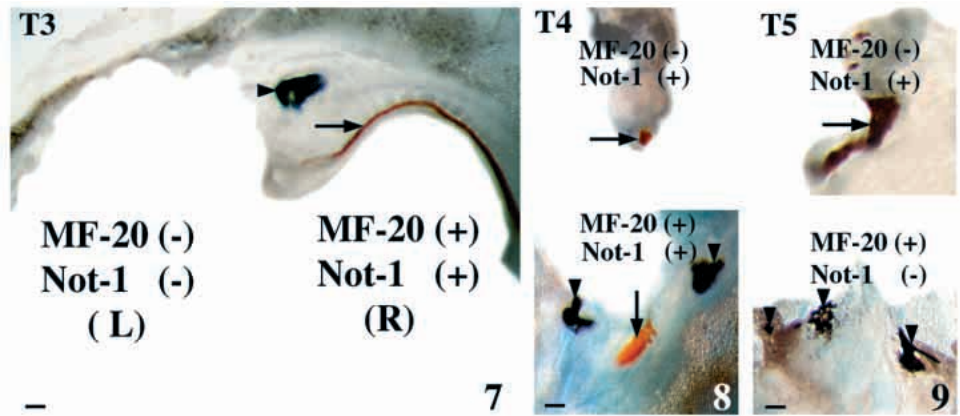 T3
MF-20 (-)
Not-1 (-)
( L )
MF-20 (+)
Not-1 (+)
(R)
7
T4
MF-20 (-)
Not-1 (+)
MF-20 (+)
Not-1 (+)
8
T5
MF-20 (-)
Not-1 (+)
MF-20 (+)
Not-1 (-)
9